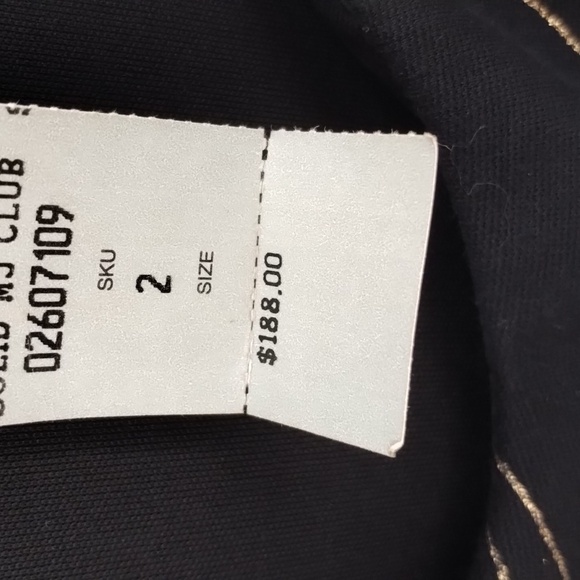 MJ CLUB
02607109
SKU
2
SIZE
$188.00